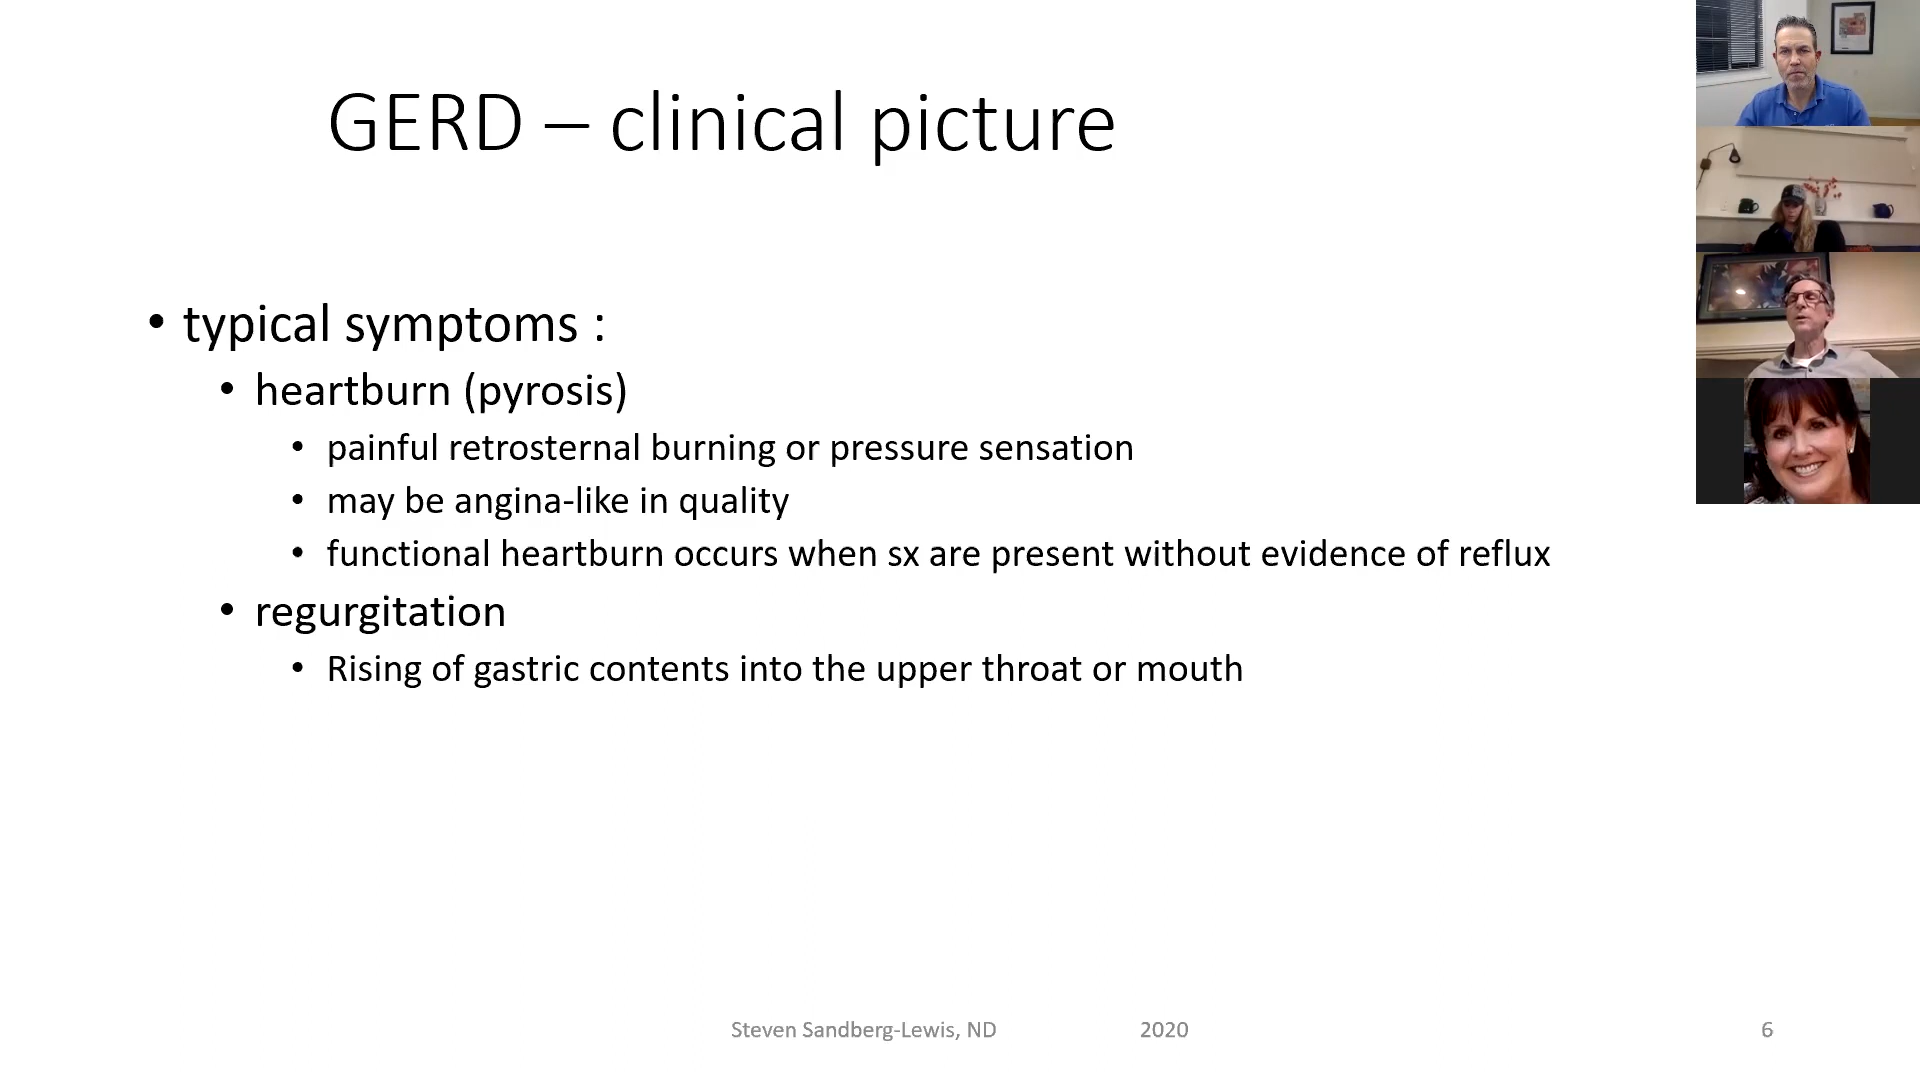 GERD – clinical picture
• typical symptoms :
• heartburn (pyrosis)
• painful retrosternal burning or pressure sensation
• may be angina-like in quality
• functional heartburn occurs when sx are present without evidence of reflux
• regurgitation
• Rising of gastric contents into the upper throat or mouth
Steven Sandberg-Lewis, ND 2020 6